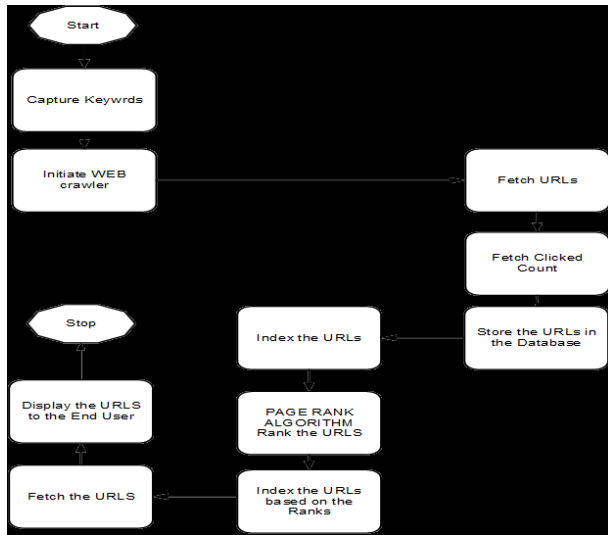 Start
Capture Keywrds
Initiate WEB
crawler
Fetch URLs
Fetch Clicked
Count
Store the URLs in
the Database
Index the URLs
PAGE RANK
ALGORITHM
Rank the URLS
Index the URLs
based on the
Ranks
Fetch the URLS
Display the URLS
to the End User
Stop